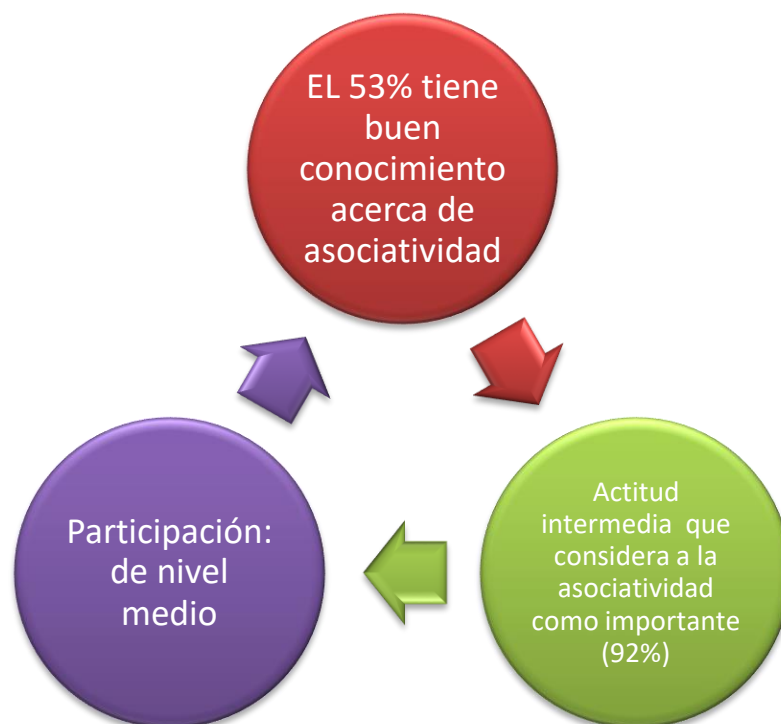 EL 53% tiene
buen
conocimiento
acerca de
asociatividad
Actitud
intermedia que
considera a la
asociatividad
como importante
(92%)
Participación:
de nivel
medio